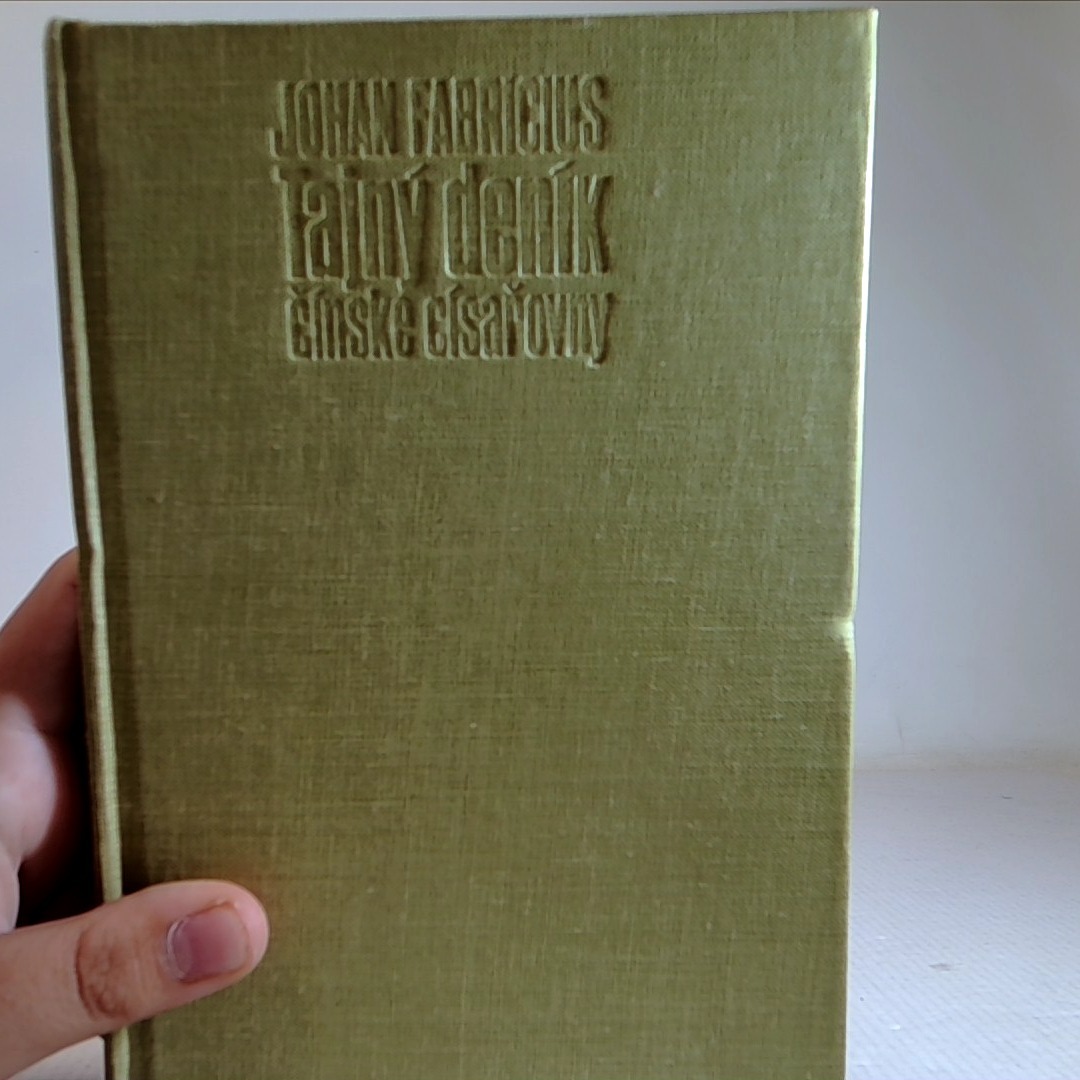 JOHAN FABRICIUS
Tajný deník
čínské císařovny